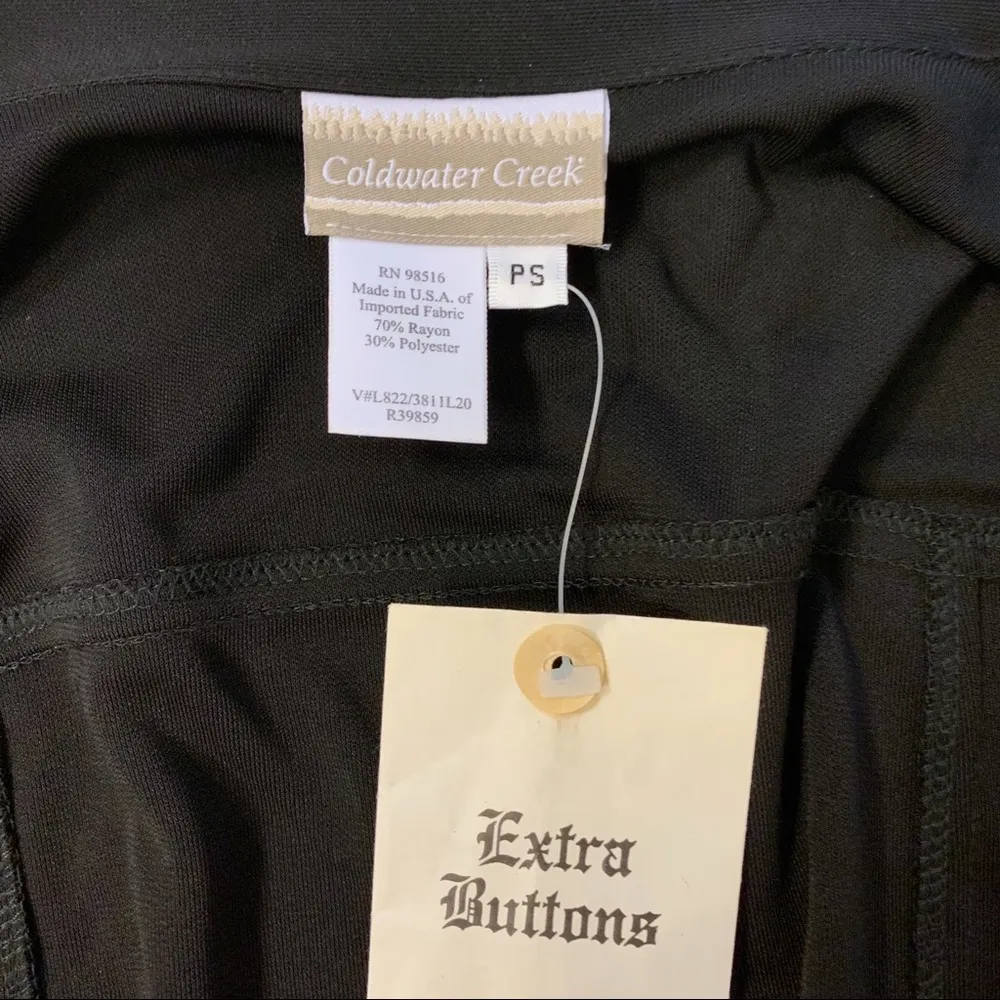 Coldwater Creek
PS
RN 98516
Made in U.S.A. of
Imported Fabric
70% Rayon
30% Polyester
V#L822/3811L20
R39859
Extra
Buttons